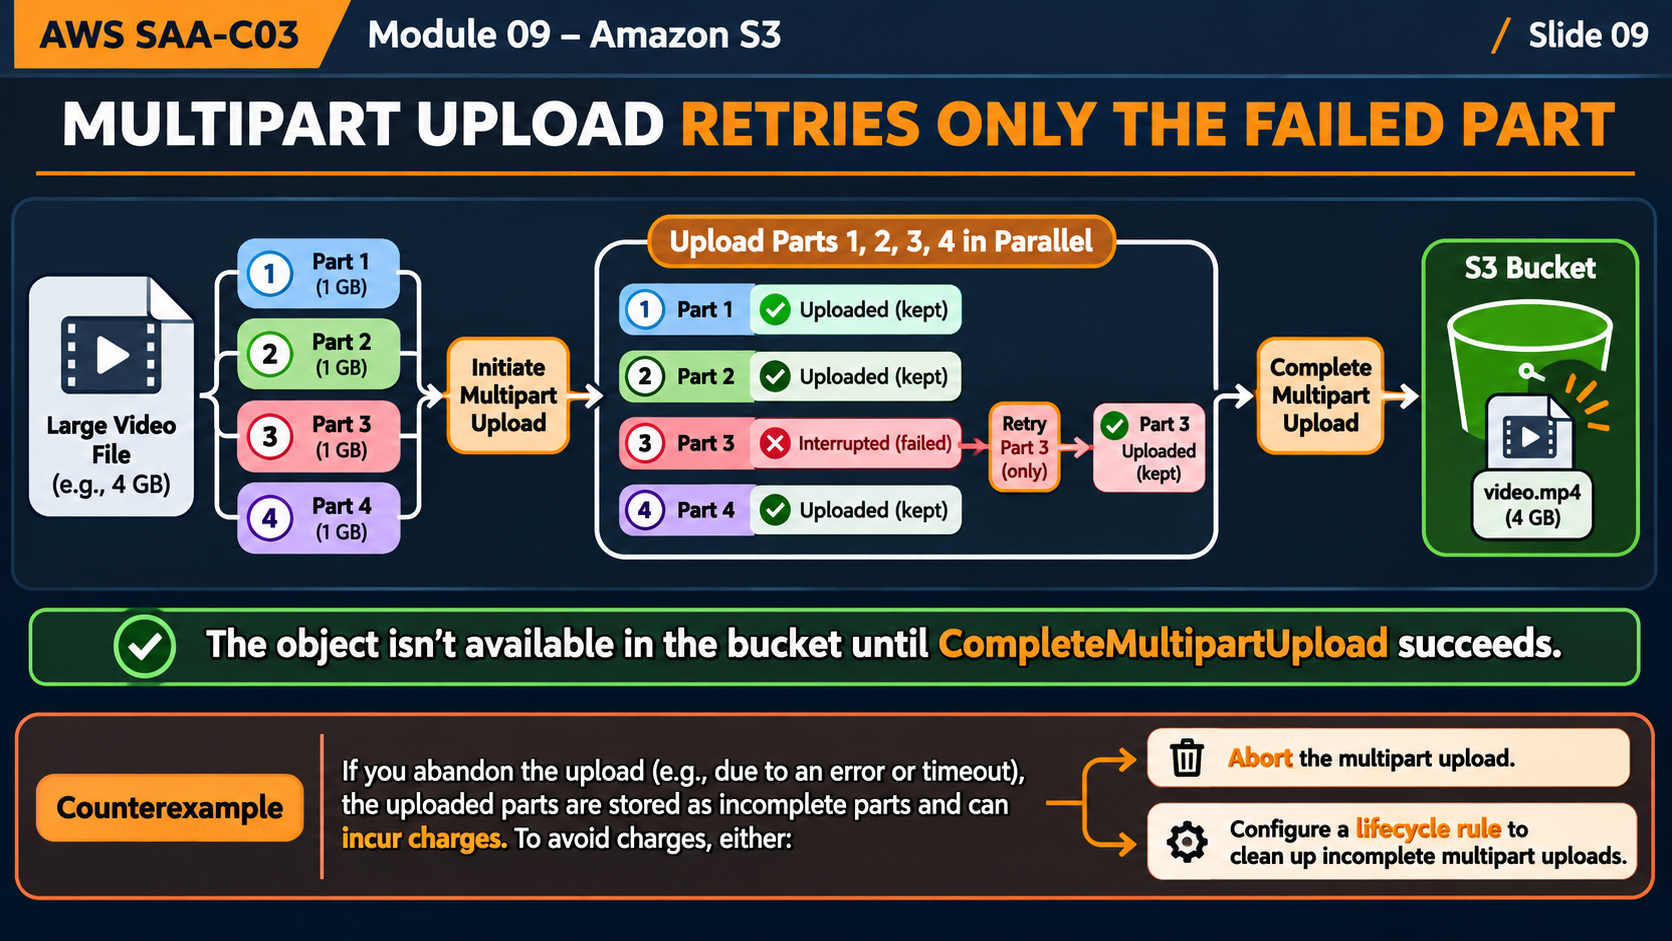 AWS SAA-C03
Module 09 – Amazon S3
/ Slide 09
MULTIPART UPLOAD RETRIES ONLY THE FAILED PART
Large Video
File
(e.g., 4 GB)
1 Part 1
(1 GB)
2 Part 2
(1 GB)
3 Part 3
(1 GB)
4 Part 4
(1 GB)
Initiate
Multipart
Upload
Upload Parts 1, 2, 3, 4 in Parallel
1 Part 1 Uploaded (kept)
2 Part 2 Uploaded (kept)
3 Part 3 Interrupted (failed)
Retry
Part 3
(only)
Part 3
Uploaded
(kept)
4 Part 4 Uploaded (kept)
Complete
Multipart
Upload
S3 Bucket
video.mp4
(4 GB)
The object isn't available in the bucket until CompleteMultipartUpload succeeds.
Counterexample
If you abandon the upload (e.g., due to an error or timeout),
the uploaded parts are stored as incomplete parts and can
incur charges. To avoid charges, either:
Abort the multipart upload.
Configure a lifecycle rule to
clean up incomplete multipart uploads.